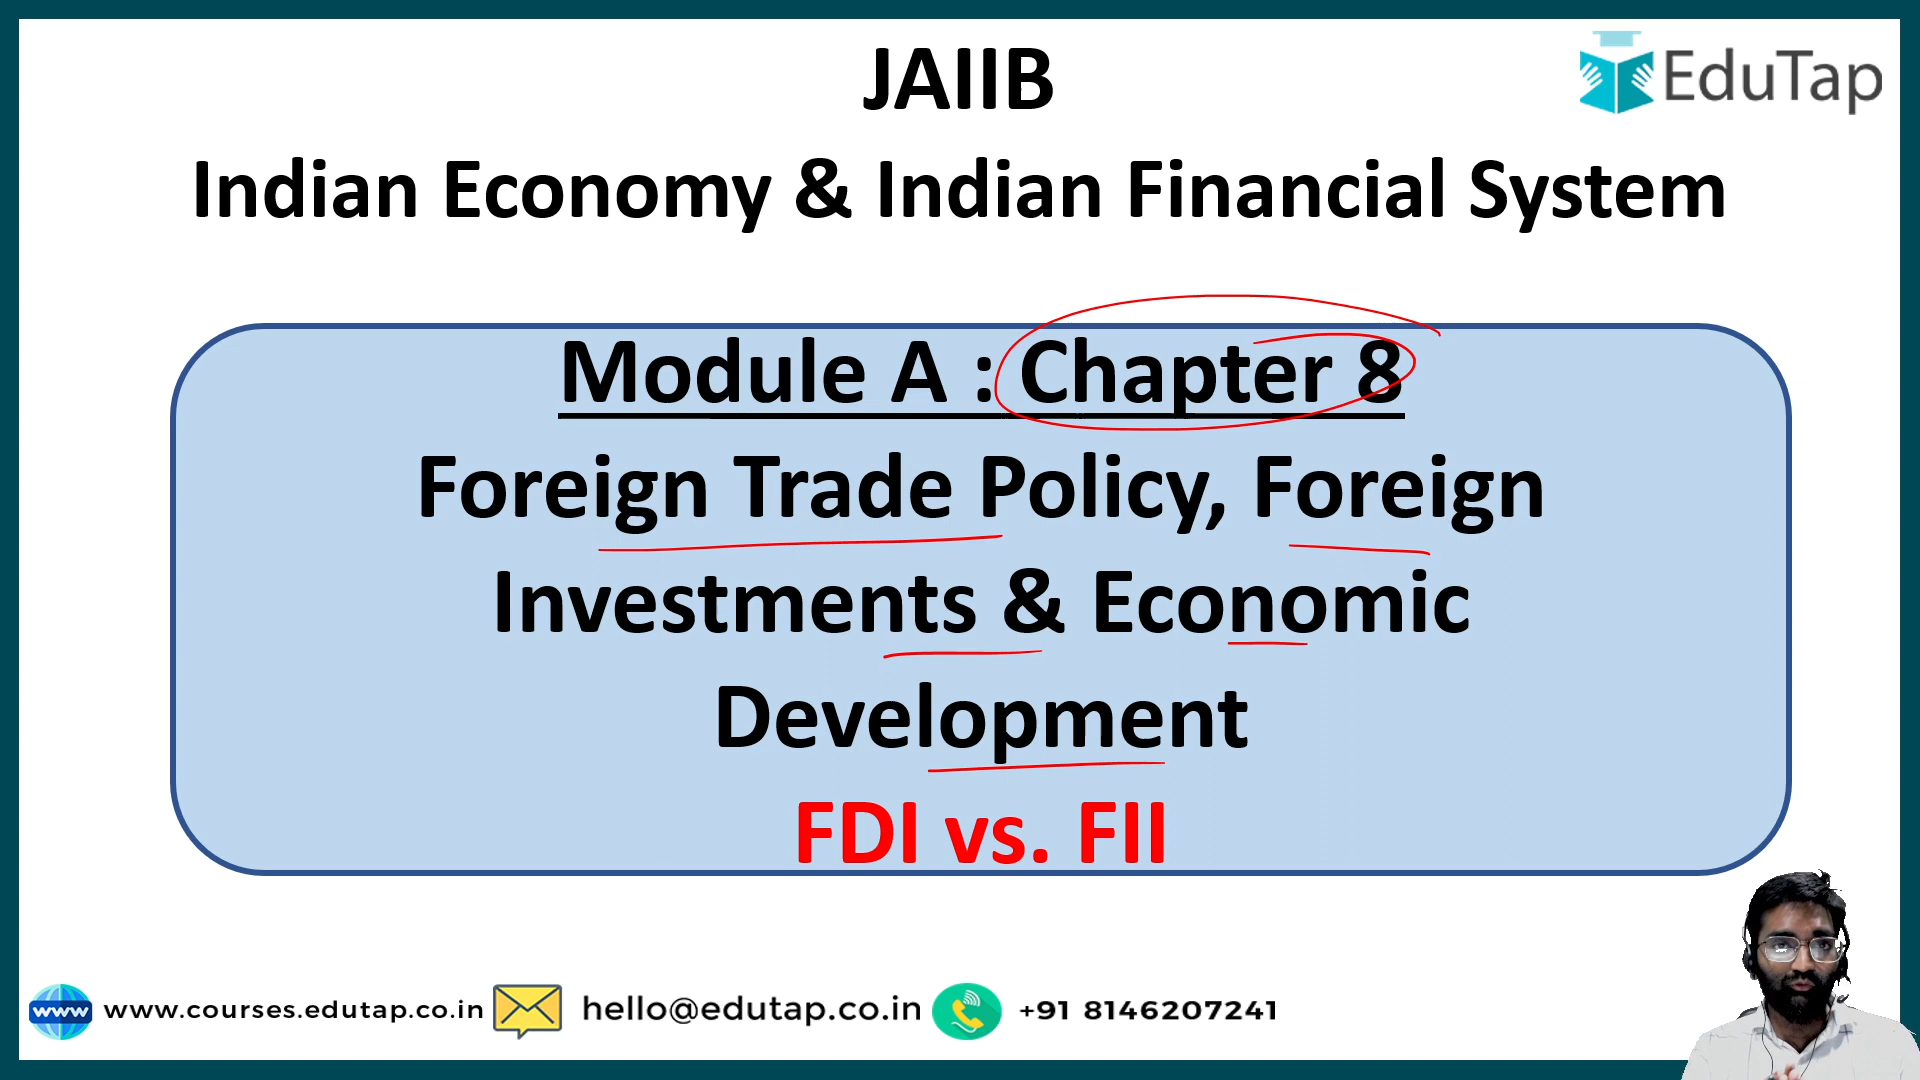 JAIIB
EduTap
Indian Economy & Indian Financial System
Module A : Chapter 8
Foreign Trade Policy, Foreign
Investments & Economic
Development
FDI vs. FII
www www.courses.edutap.co.in hello@edutap.co.in +91 8146207241